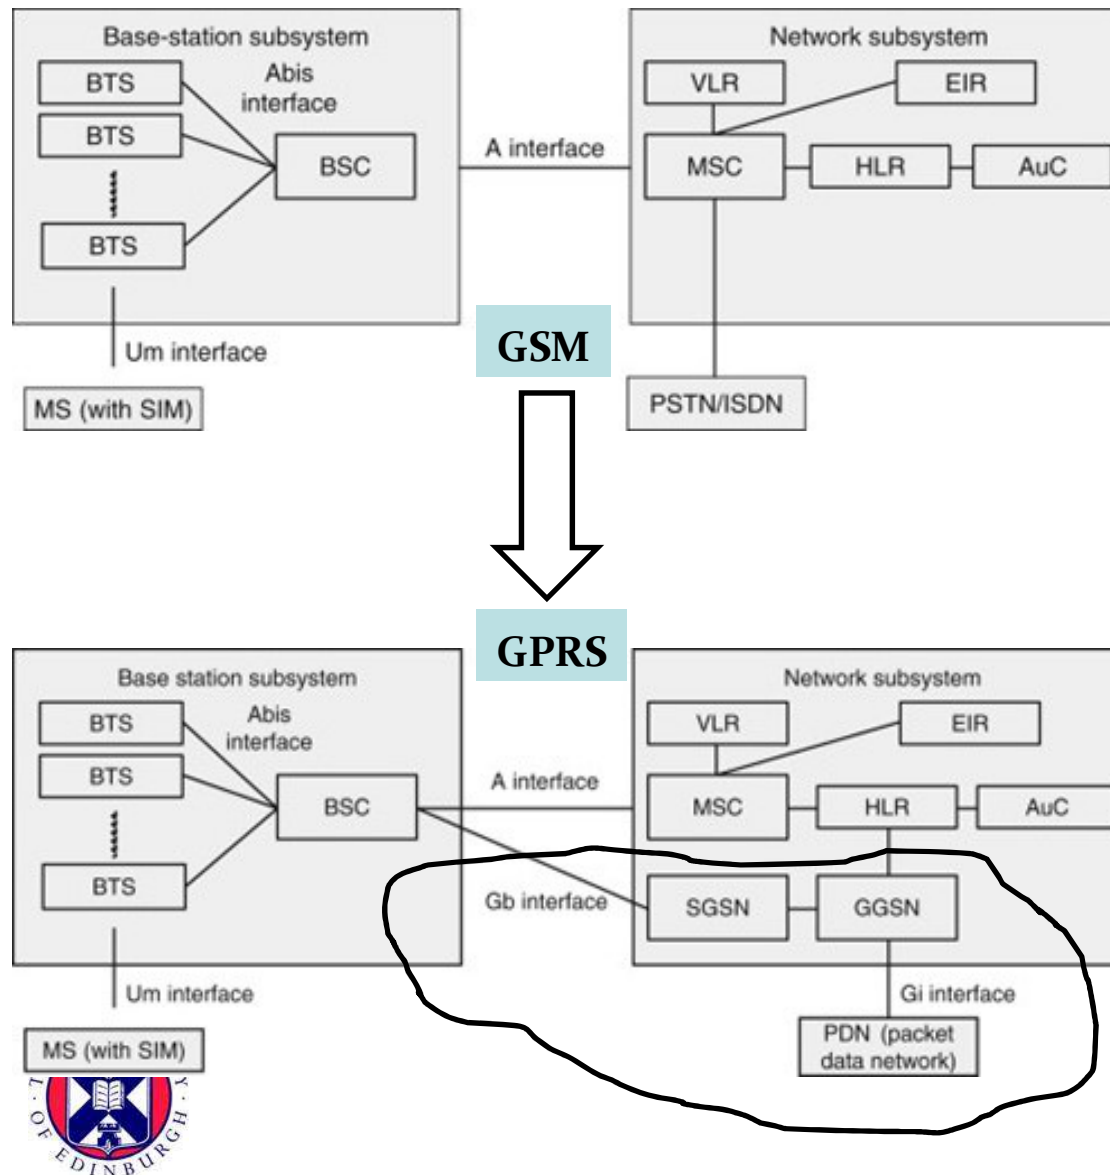 Base-station subsystem
BTS
Abis
interface
BTS
BSC
BTS
Um interface
MS (with SIM)
A interface
Network subsystem
VLR
EIR
MSC
HLR
AuC
PSTN/ISDN
GSM
GPRS
Base station subsystem
BTS
Abis
interface
BTS
BSC
BTS
Um interface
MS (with SIM)
A interface
Gb interface
Network subsystem
VLR
EIR
MSC
HLR
AuC
SGSN
GGSN
Gi interface
PDN (packet
data network)
OF EDINBURGH